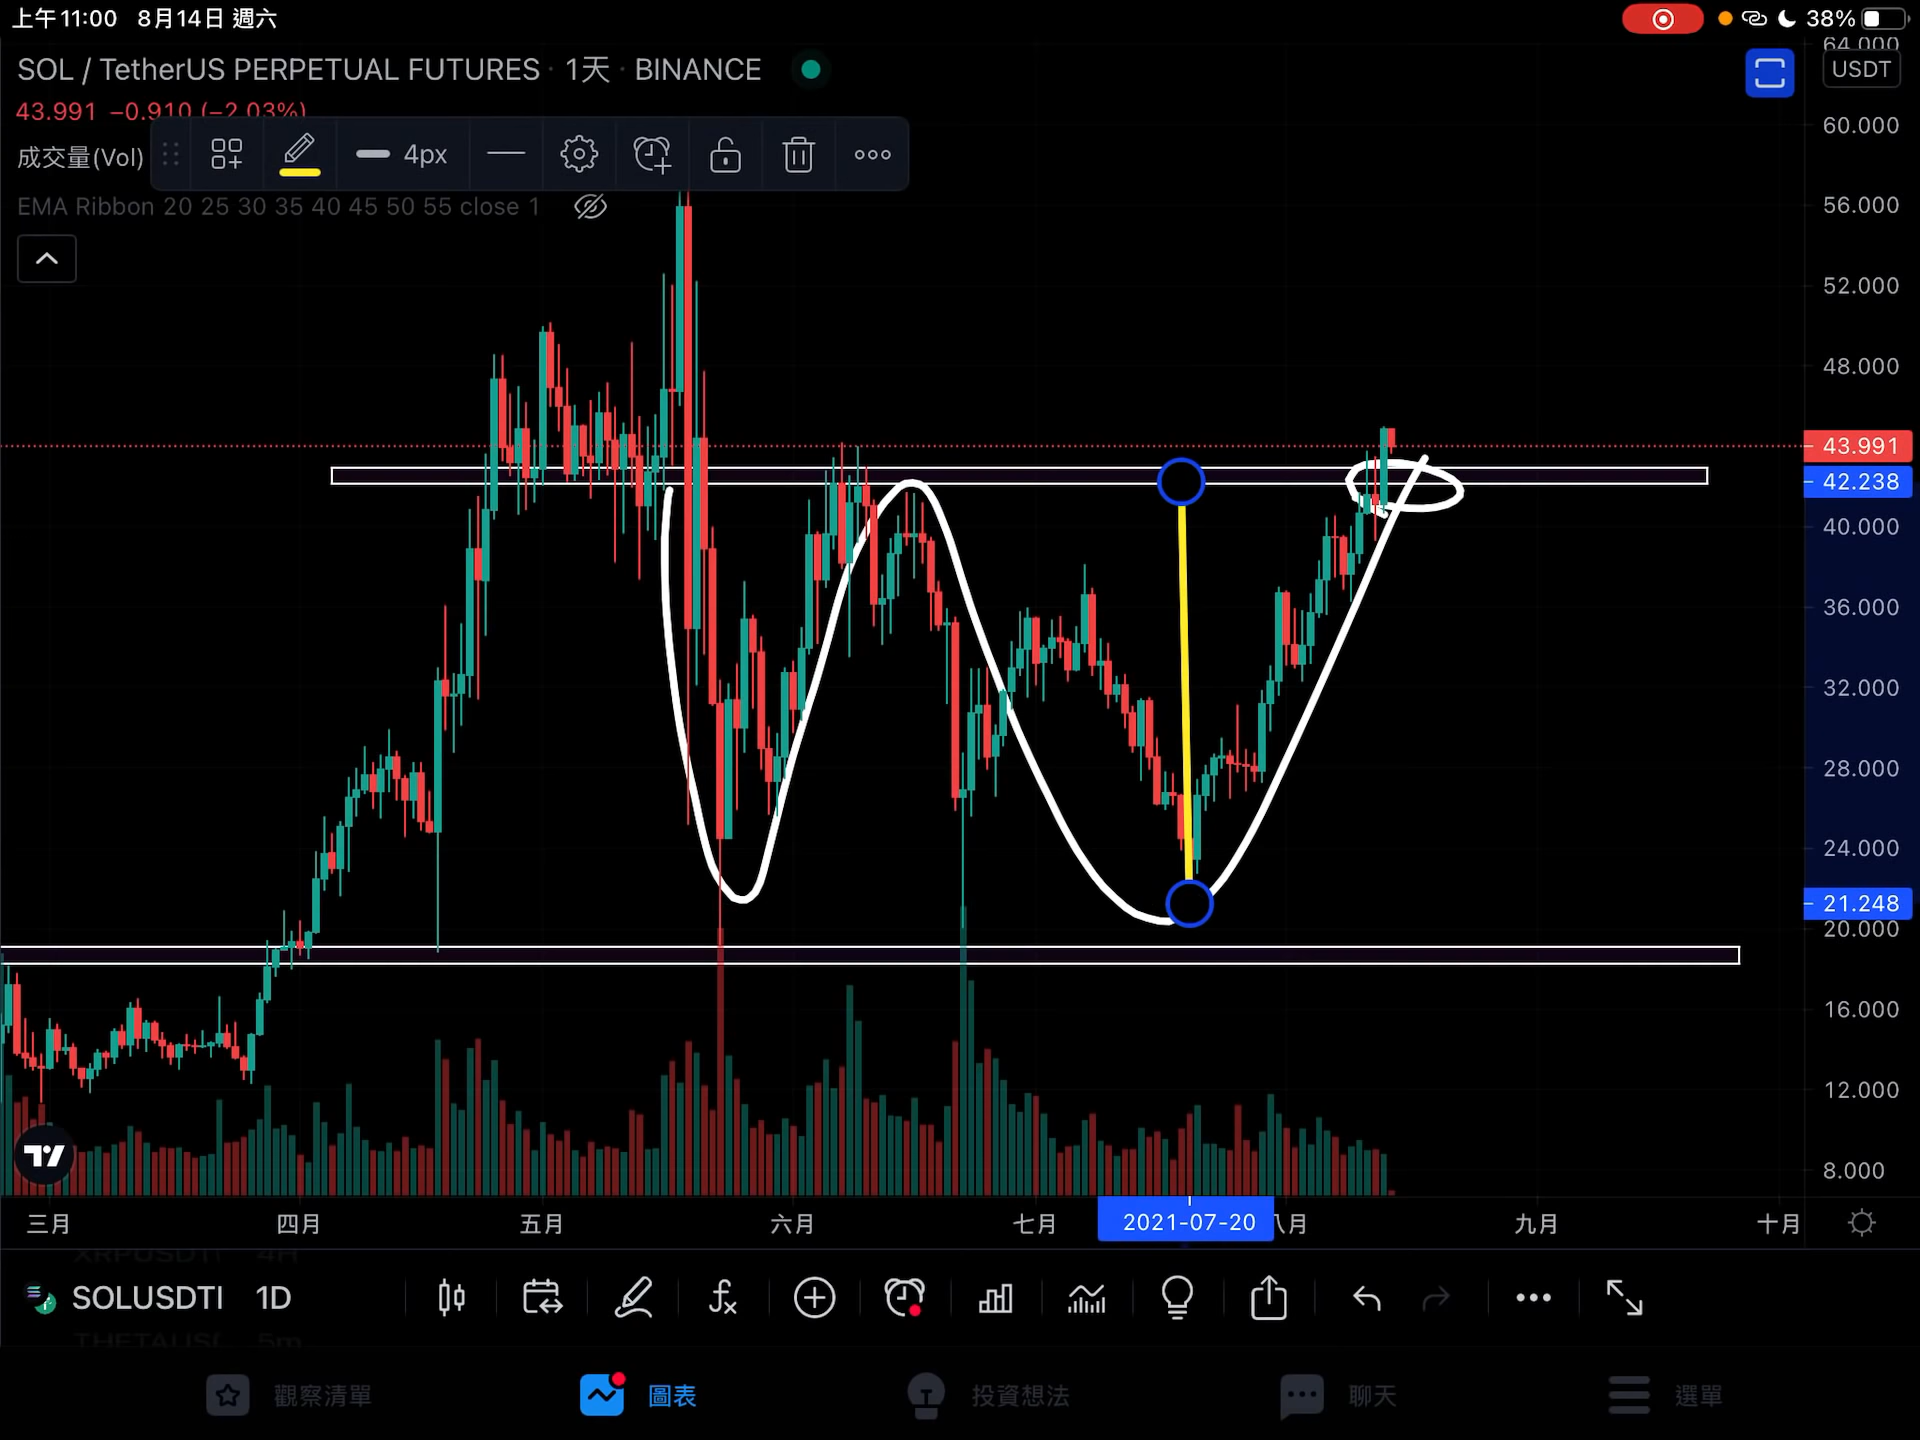 上午11:00 8月14日 週六
38%
SOL / TetherUS PERPETUAL FUTURES · 1天 · BINANCE
USDT
43.991 −0.910 (−2.03%)
成交量(Vol)
4px
EMA Ribbon 20 25 30 35 40 45 50 55 close 1
64.000
60.000
56.000
52.000
48.000
43.991
42.238
40.000
36.000
32.000
28.000
24.000
21.248
20.000
16.000
12.000
8.000
三月 四月 五月 六月 七月 2021-07-20 八月 九月 十月
XRPUSDT 4H
SOLUSDTI 1D
THETAUS 5m
觀察清單 圖表 投資想法 聊天 選單